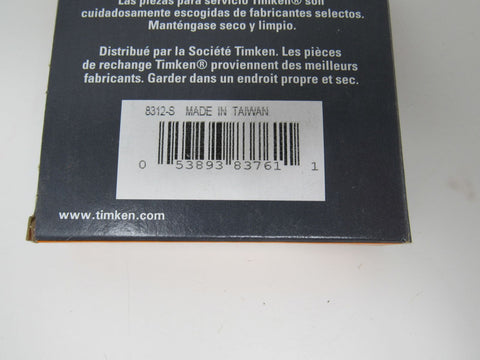 Las piezas para servicio Timken® son
cuidadosamente escogidas de fabricantes selectos.
Manténgase seco y limpio.
Distribué par la Société Timken. Les pièces
de rechange Timken® proviennent des meilleurs
fabricants. Garder dans un endroit propre et sec.
8312-S MADE IN TAIWAN
0 53893 83761 1
www.timken.com